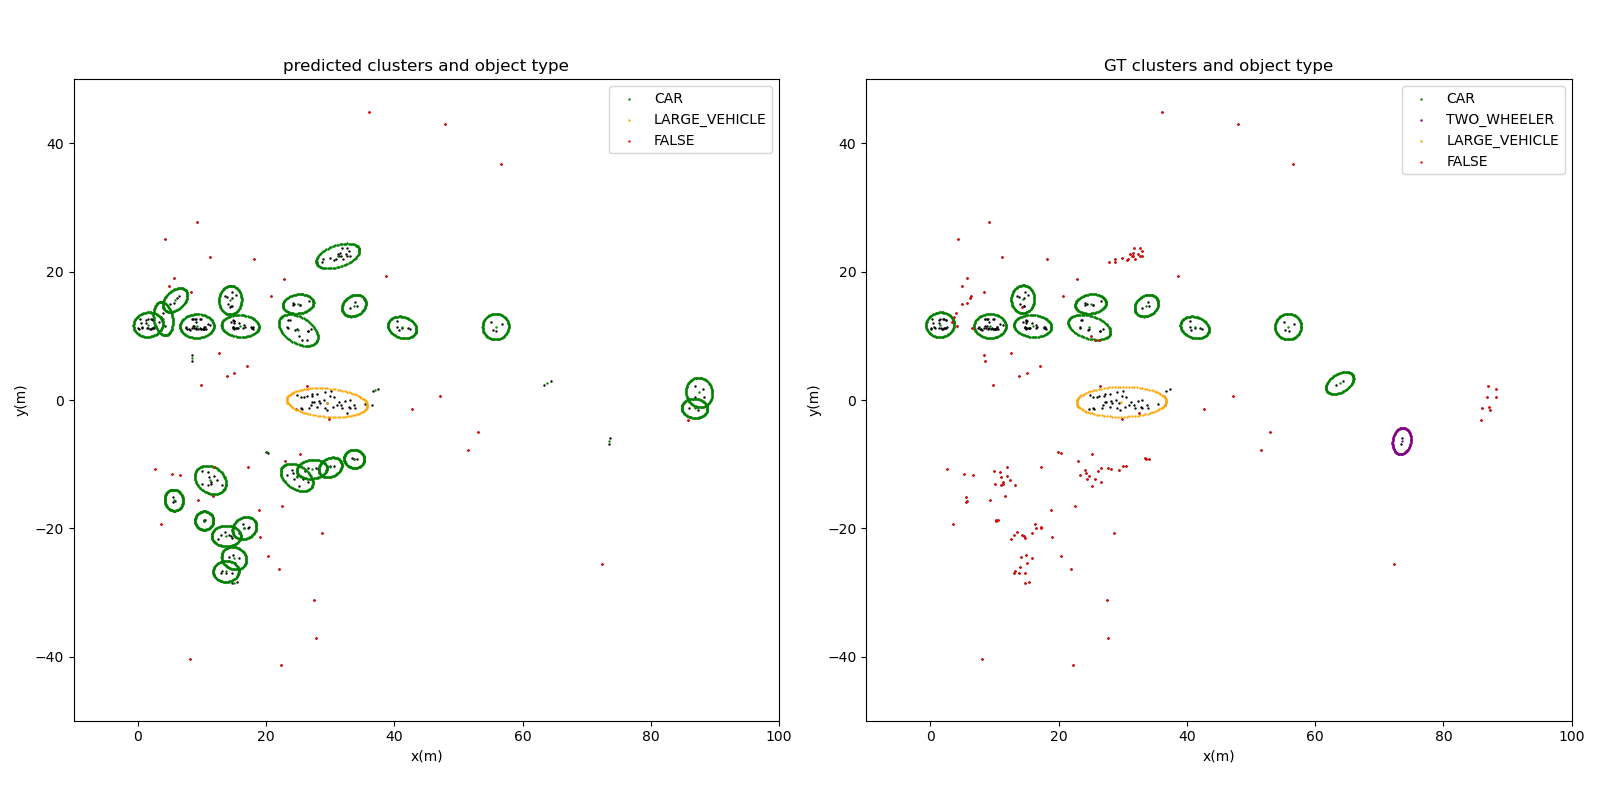 predicted clusters and object type
CAR
LARGE_VEHICLE
FALSE
40
20
0
−20
−40
y(m)
0
20
40
60
80
100
x(m)
GT clusters and object type
CAR
TWO_WHEELER
LARGE_VEHICLE
FALSE
40
20
0
−20
−40
y(m)
0
20
40
60
80
100
x(m)